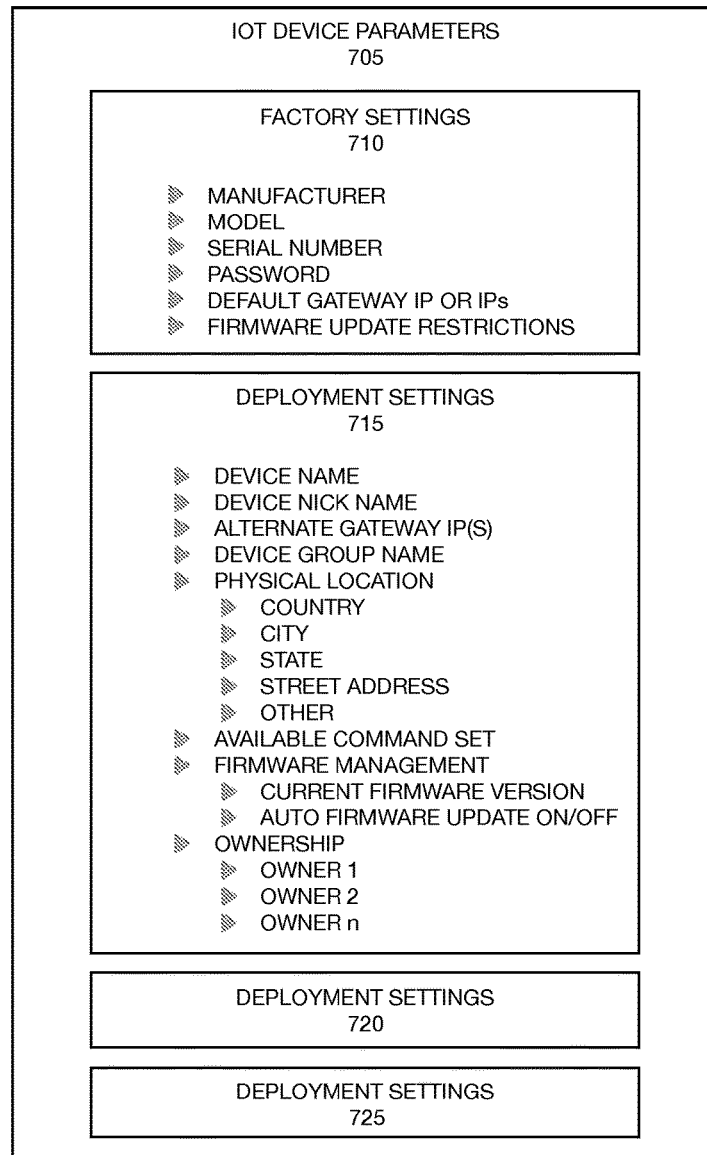 IOT DEVICE PARAMETERS
705
FACTORY SETTINGS
710
MANUFACTURER
MODEL
SERIAL NUMBER
PASSWORD
DEFAULT GATEWAY IP OR IPs
FIRMWARE UPDATE RESTRICTIONS
DEPLOYMENT SETTINGS
715
DEVICE NAME
DEVICE NICK NAME
ALTERNATE GATEWAY IP(S)
DEVICE GROUP NAME
PHYSICAL LOCATION
COUNTRY
CITY
STATE
STREET ADDRESS
OTHER
AVAILABLE COMMAND SET
FIRMWARE MANAGEMENT
CURRENT FIRMWARE VERSION
AUTO FIRMWARE UPDATE ON/OFF
OWNERSHIP
OWNER 1
OWNER 2
OWNER n
DEPLOYMENT SETTINGS
720
DEPLOYMENT SETTINGS
725